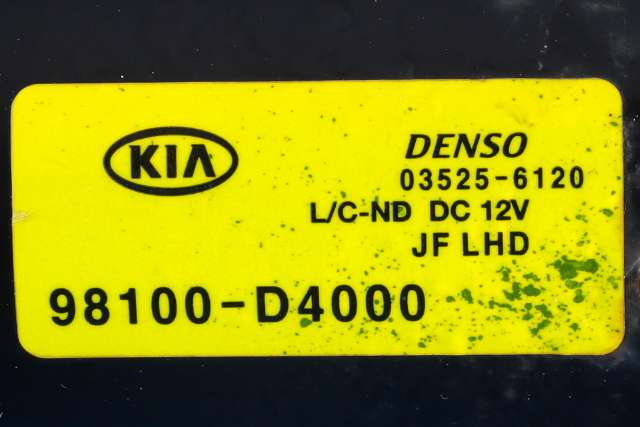 KIA
DENSO
03525-6120
L/C-ND DC 12V
JF LHD
98100-D4000